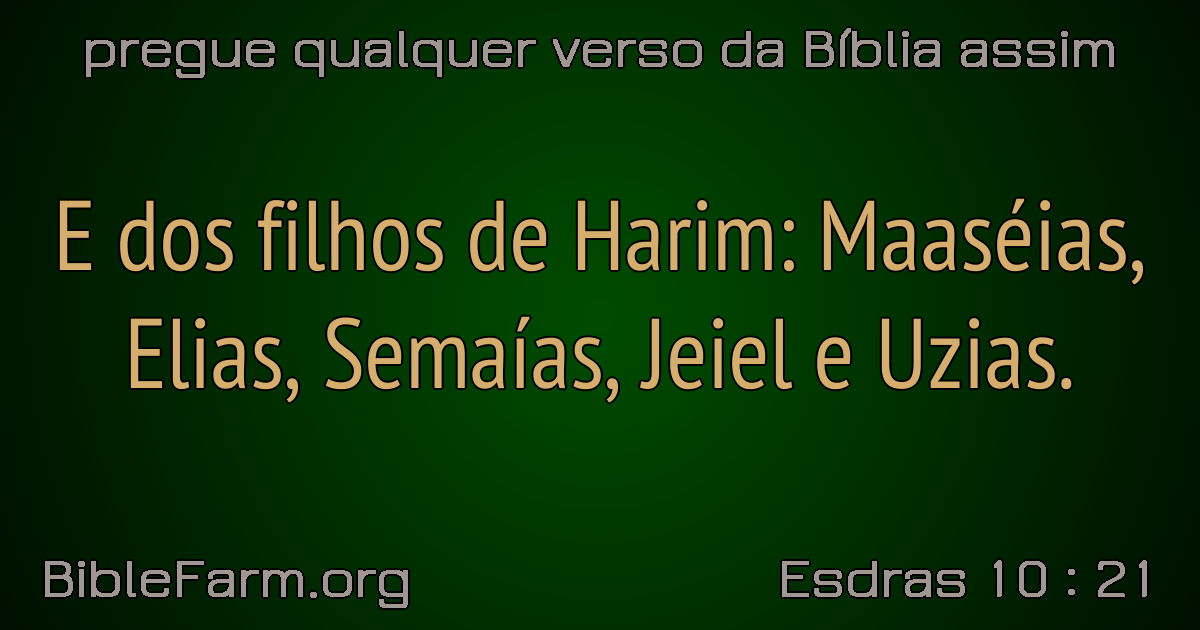 pregue qualquer verso da Bíblia assim
E dos filhos de Harim: Maaséias,
Elias, Semaías, Jeiel e Uzias.
BibleFarm.org
Esdras 10 : 21